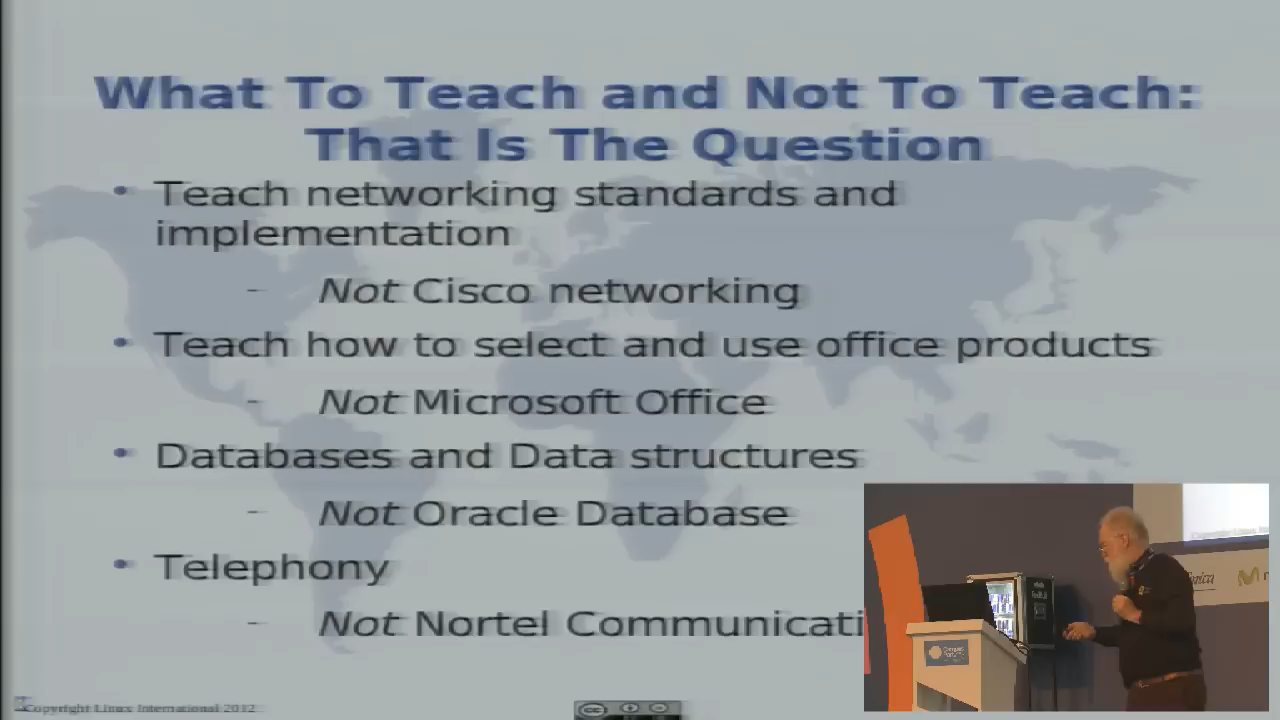 What To Teach and Not To Teach:
That Is The Question
• Teach networking standards and
implementation
- Not Cisco networking
• Teach how to select and use office products
- Not Microsoft Office
• Databases and Data structures
- Not Oracle Database
• Telephony
- Not Nortel Communicati
Copyright Linux International 2012
cc